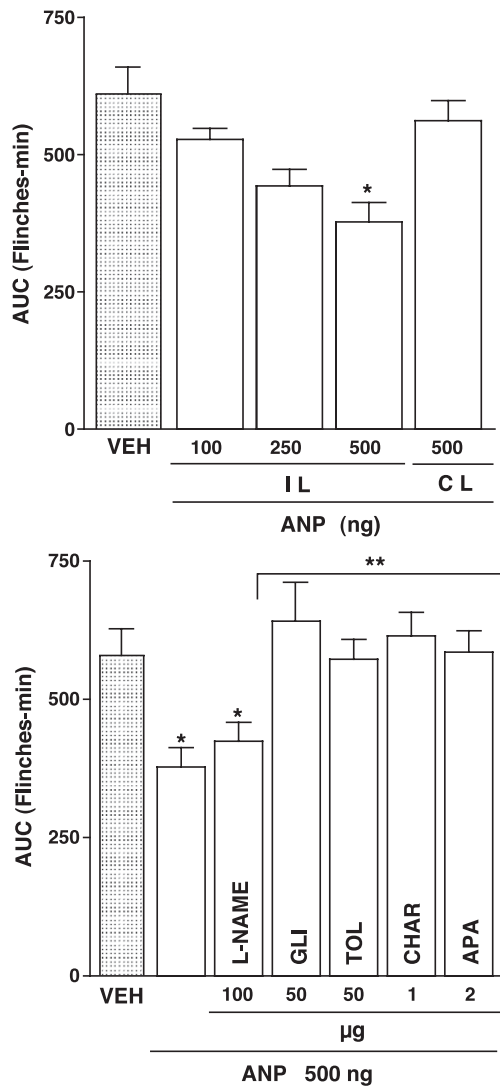 750
500
250
0
AUC (Flinches-min)
*
VEH 100 250 500 500
I L C L
ANP (ng)
750
500
250
0
AUC (Flinches-min)
**
* *
L-NAME GLI TOL CHAR APA
VEH 100 50 50 1 2
µg
ANP 500 ng